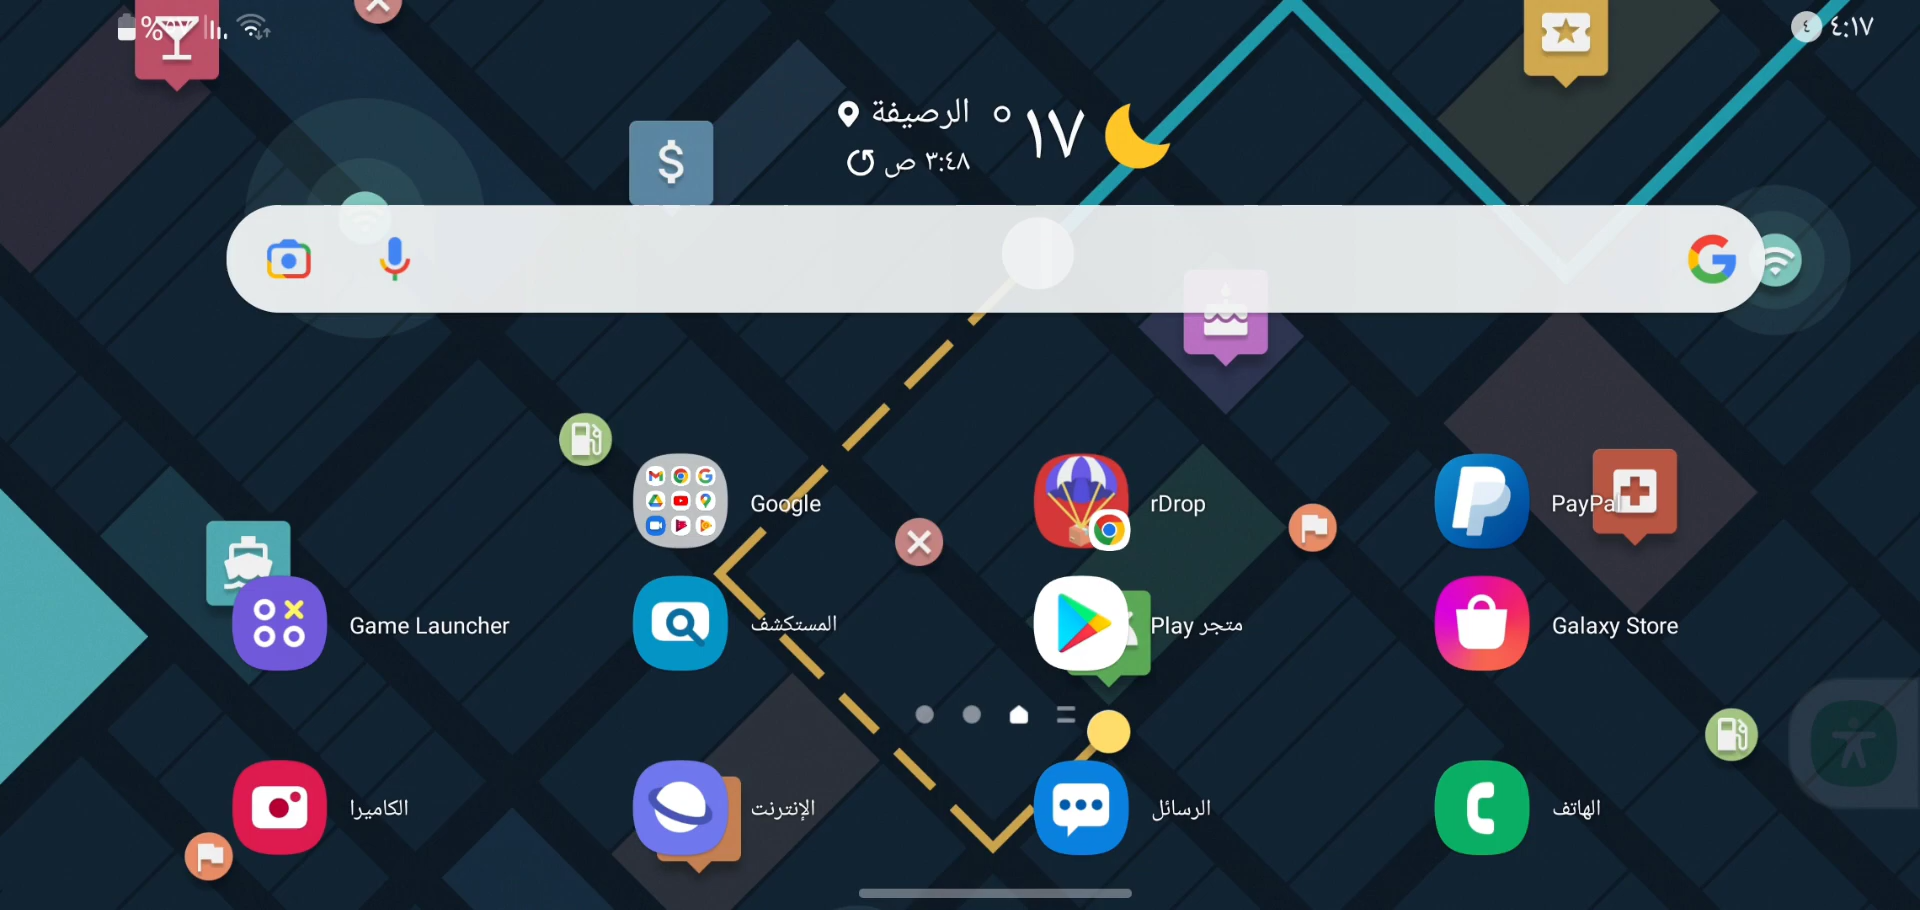 ٤:١٧ ٤
الرصيفة
°١٧
٣:٤٨ ص
$
PayPal
rDrop
Google
Galaxy Store
متجر Play
المستكشف
Game Launcher
الهاتف
الرسائل
الإنترنت
الكاميرا